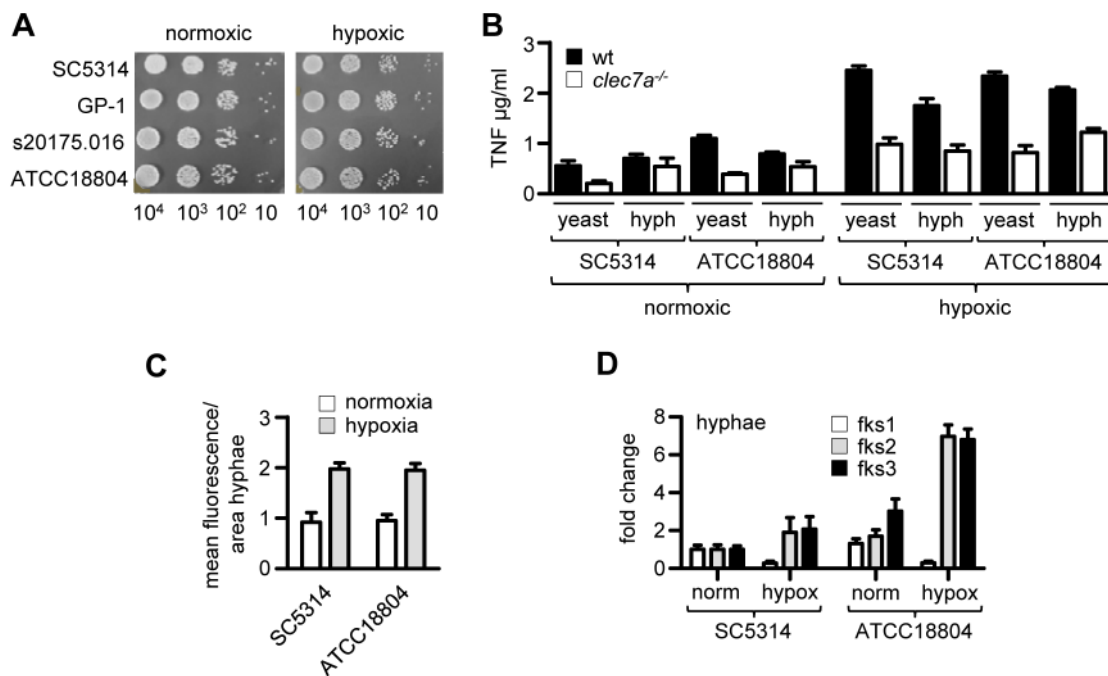 A
normoxic
hypoxic
SC5314
GP-1
s20175.016
ATCC18804
10⁴ 10³ 10² 10
10⁴ 10³ 10² 10
B
TNF µg/ml
3
2
1
0
wt
clec7a⁻/⁻
yeast hyph yeast hyph yeast hyph yeast hyph
SC5314 ATCC18804 SC5314 ATCC18804
normoxic hypoxic
C
mean fluorescence/
area hyphae
3
2
1
0
normoxia
hypoxia
SC5314
ATCC18804
D
hyphae
fold change
8
6
4
2
0
fks1
fks2
fks3
norm hypox norm hypox
SC5314 ATCC18804